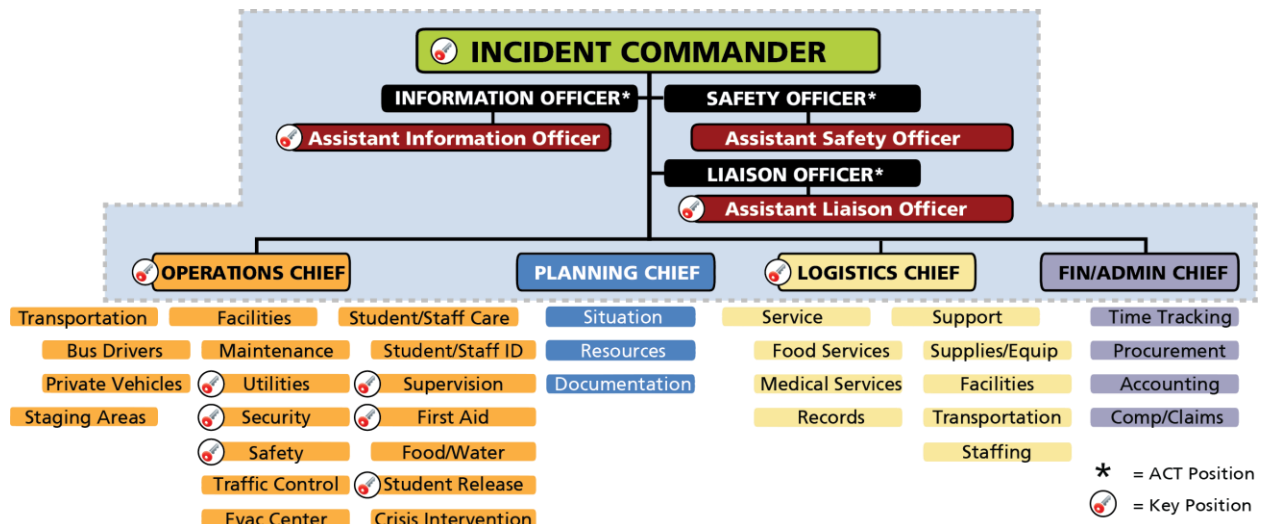 INCIDENT COMMANDER
INFORMATION OFFICER*
SAFETY OFFICER*
Assistant Information Officer
Assistant Safety Officer
LIAISON OFFICER*
Assistant Liaison Officer
OPERATIONS CHIEF
PLANNING CHIEF
LOGISTICS CHIEF
FIN/ADMIN CHIEF
Transportation
Bus Drivers
Private Vehicles
Staging Areas
Facilities
Maintenance
Utilities
Security
Safety
Traffic Control
Evac Center
Student/Staff Care
Student/Staff ID
Supervision
First Aid
Food/Water
Student Release
Crisis Intervention
Situation
Resources
Documentation
Service
Food Services
Medical Services
Records
Support
Supplies/Equip
Facilities
Transportation
Staffing
Time Tracking
Procurement
Accounting
Comp/Claims
* = ACT Position
= Key Position